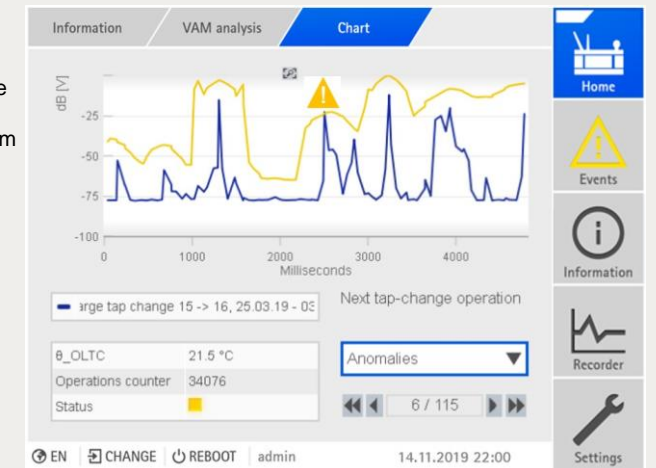 e
m
Information
VAM analysis
Chart
Home
Events
Information
Recorder
Settings
dB [V]
-25
-50
-75
-100
0 1000 2000 3000 4000
Milliseconds
arge tap change 15 -> 16, 25.03.19 - 03
Next tap-change operation
θ_OLTC 21.5 °C
Operations counter 34076
Status
Anomalies
6 / 115
EN CHANGE REBOOT admin 14.11.2019 22:00